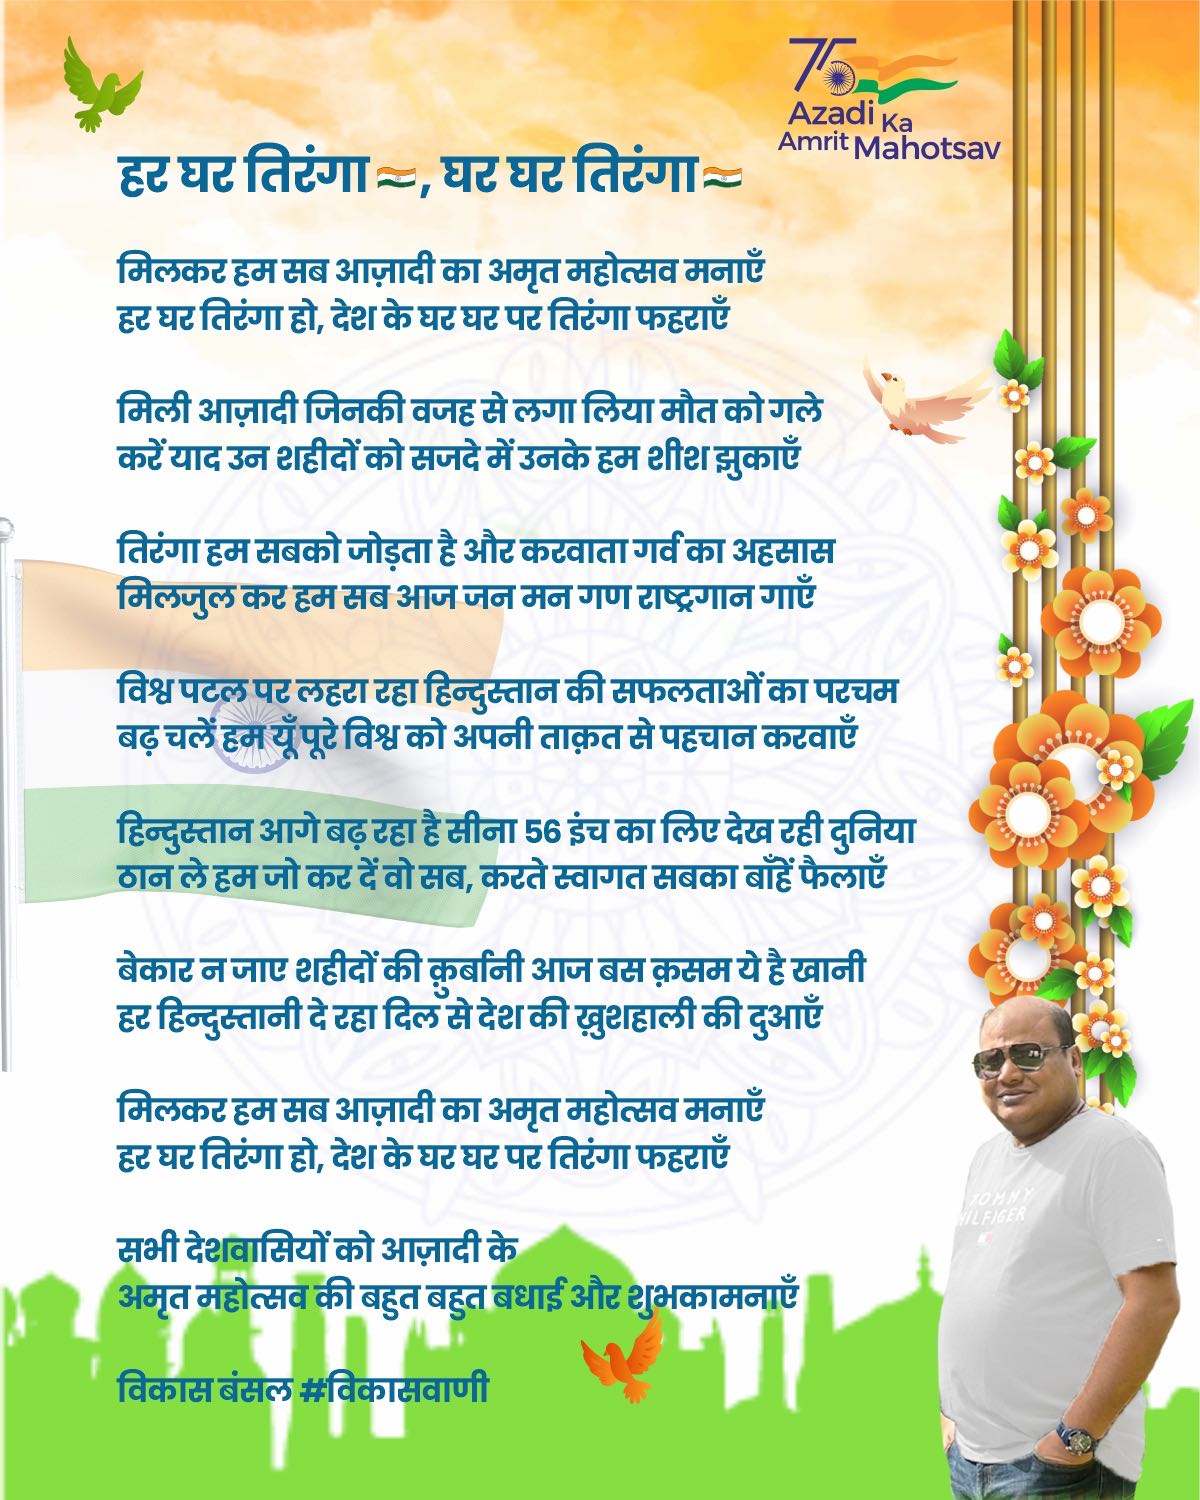 75
Azadi Ka
Amrit Mahotsav
हर घर तिरंगा 🇮🇳, घर घर तिरंगा 🇮🇳
मिलकर हम सब आज़ादी का अमृत महोत्सव मनाएँ
हर घर तिरंगा हो, देश के घर घर पर तिरंगा फहराएँ
मिली आज़ादी जिनकी वजह से लगा लिया मौत को गले
करें याद उन शहीदों को सजदे में उनके हम शीश झुकाएँ
तिरंगा हम सबको जोड़ता है और करवाता गर्व का अहसास
मिलजुल कर हम सब आज जन मन गण राष्ट्रगान गाएँ
विश्व पटल पर लहरा रहा हिन्दुस्तान की सफलताओं का परचम
बढ़ चलें हम यूँ पूरे विश्व को अपनी ताक़त से पहचान करवाएँ
हिन्दुस्तान आगे बढ़ रहा है सीना 56 इंच का लिए देख रही दुनिया
ठान ले हम जो कर दें वो सब, करते स्वागत सबका बाँहें फैलाएँ
बेकार न जाए शहीदों की क़ुर्बानी आज बस क़सम ये है खानी
हर हिन्दुस्तानी दे रहा दिल से देश की ख़ुशहाली की दुआएँ
मिलकर हम सब आज़ादी का अमृत महोत्सव मनाएँ
हर घर तिरंगा हो, देश के घर घर पर तिरंगा फहराएँ
सभी देशवासियों को आज़ादी के
अमृत महोत्सव की बहुत बहुत बधाई और शुभकामनाएँ
विकास बंसल #विकासवाणी
TOMMY
HILFIGER